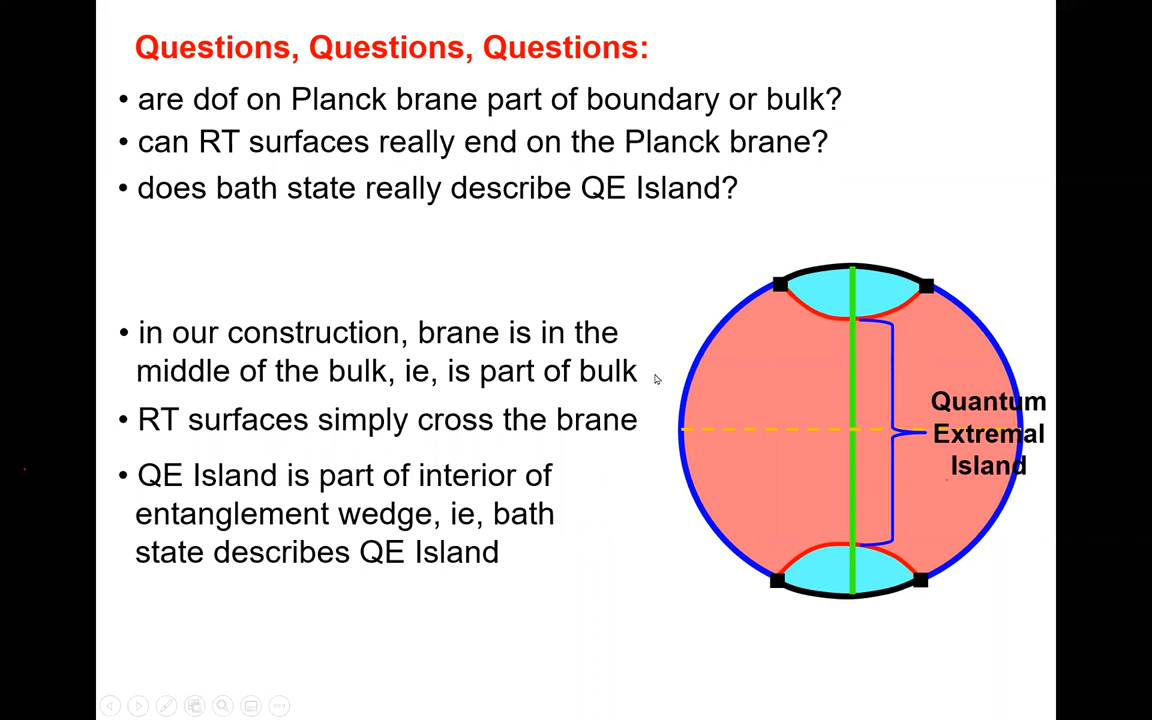 Questions, Questions, Questions:
• are dof on Planck brane part of boundary or bulk?
• can RT surfaces really end on the Planck brane?
• does bath state really describe QE Island?
• in our construction, brane is in the
middle of the bulk, ie, is part of bulk
• RT surfaces simply cross the brane
• QE Island is part of interior of
entanglement wedge, ie, bath
state describes QE Island
Quantum
Extremal
Island